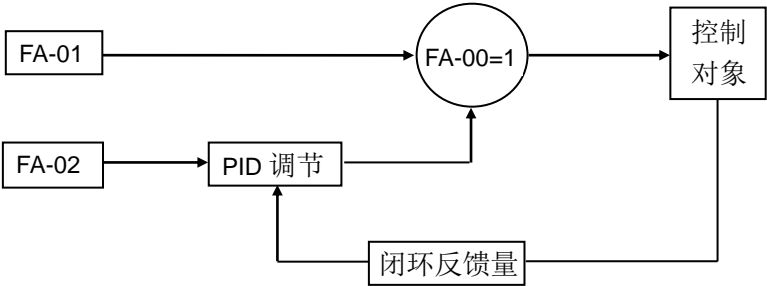 FA-01
FA-00=1
控制
对象
FA-02
PID 调节
闭环反馈量